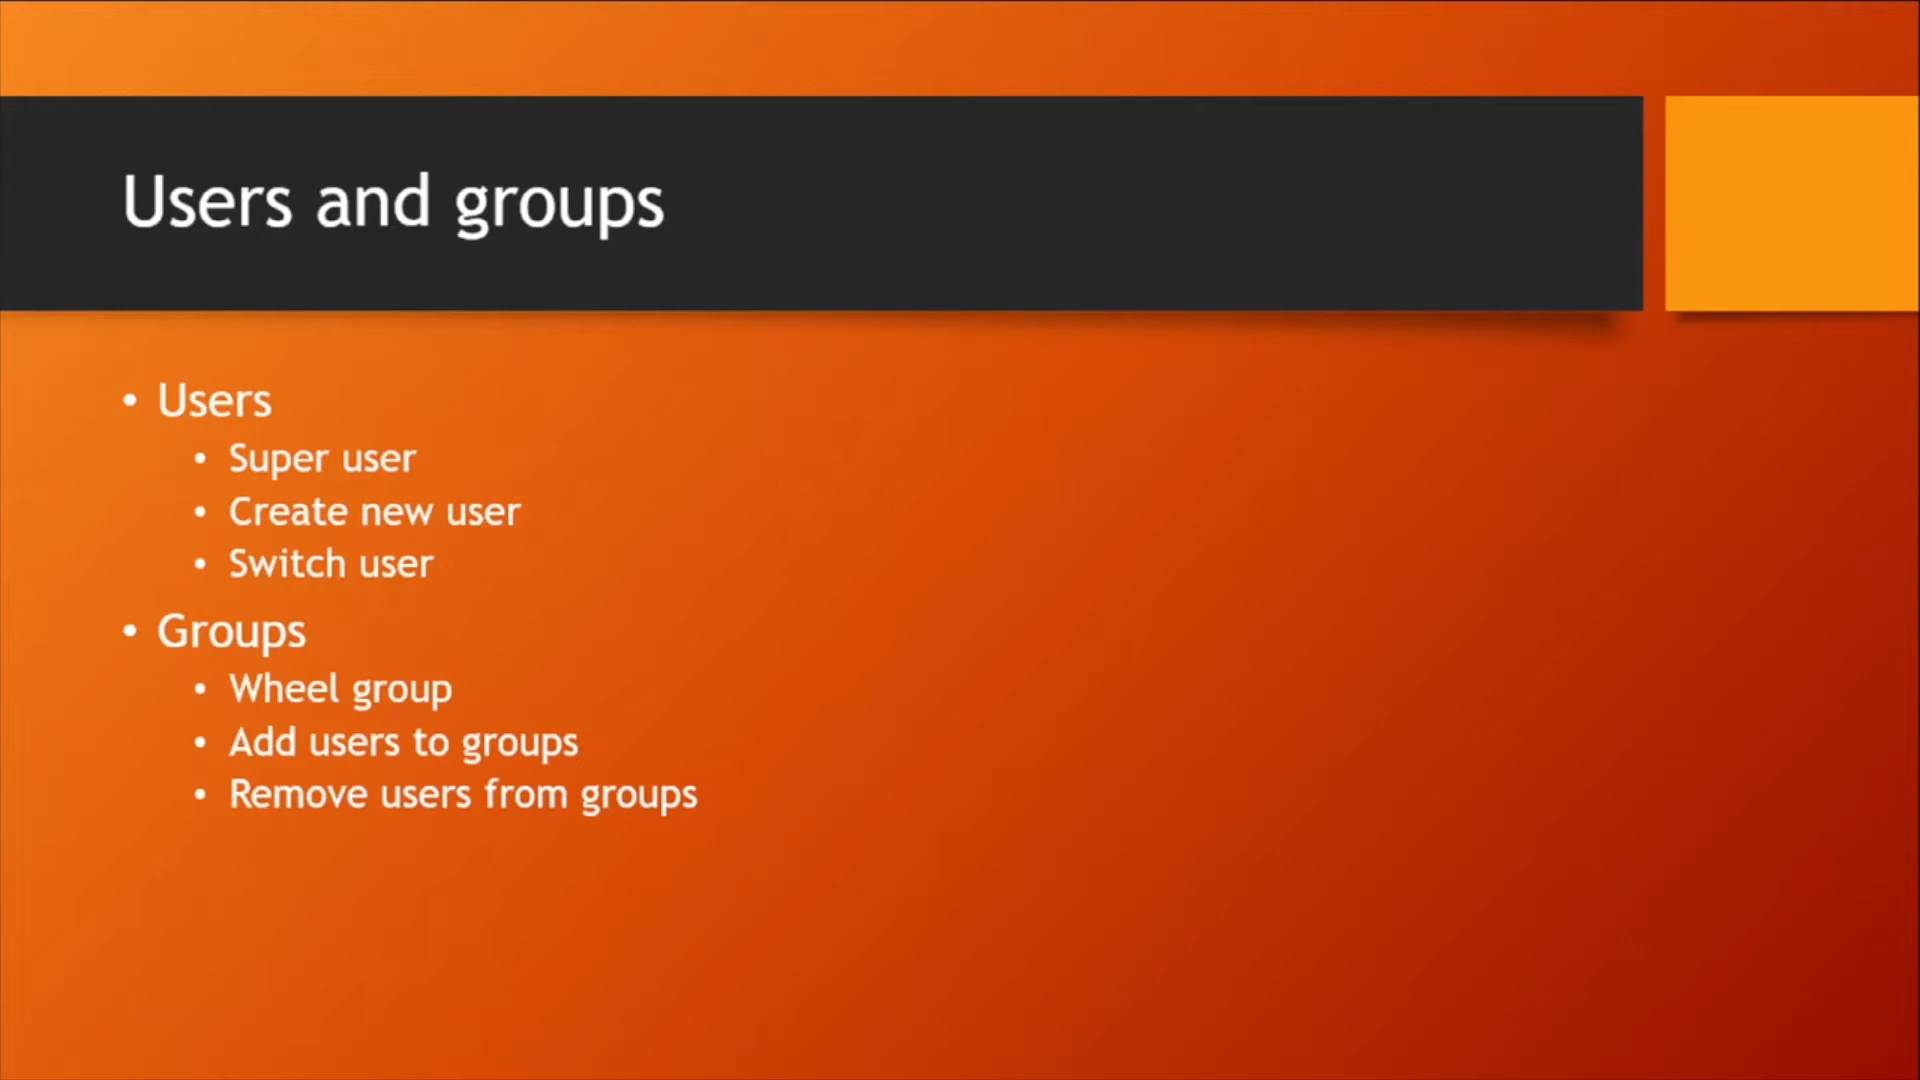 Users and groups
• Users
• Super user
• Create new user
• Switch user
• Groups
• Wheel group
• Add users to groups
• Remove users from groups